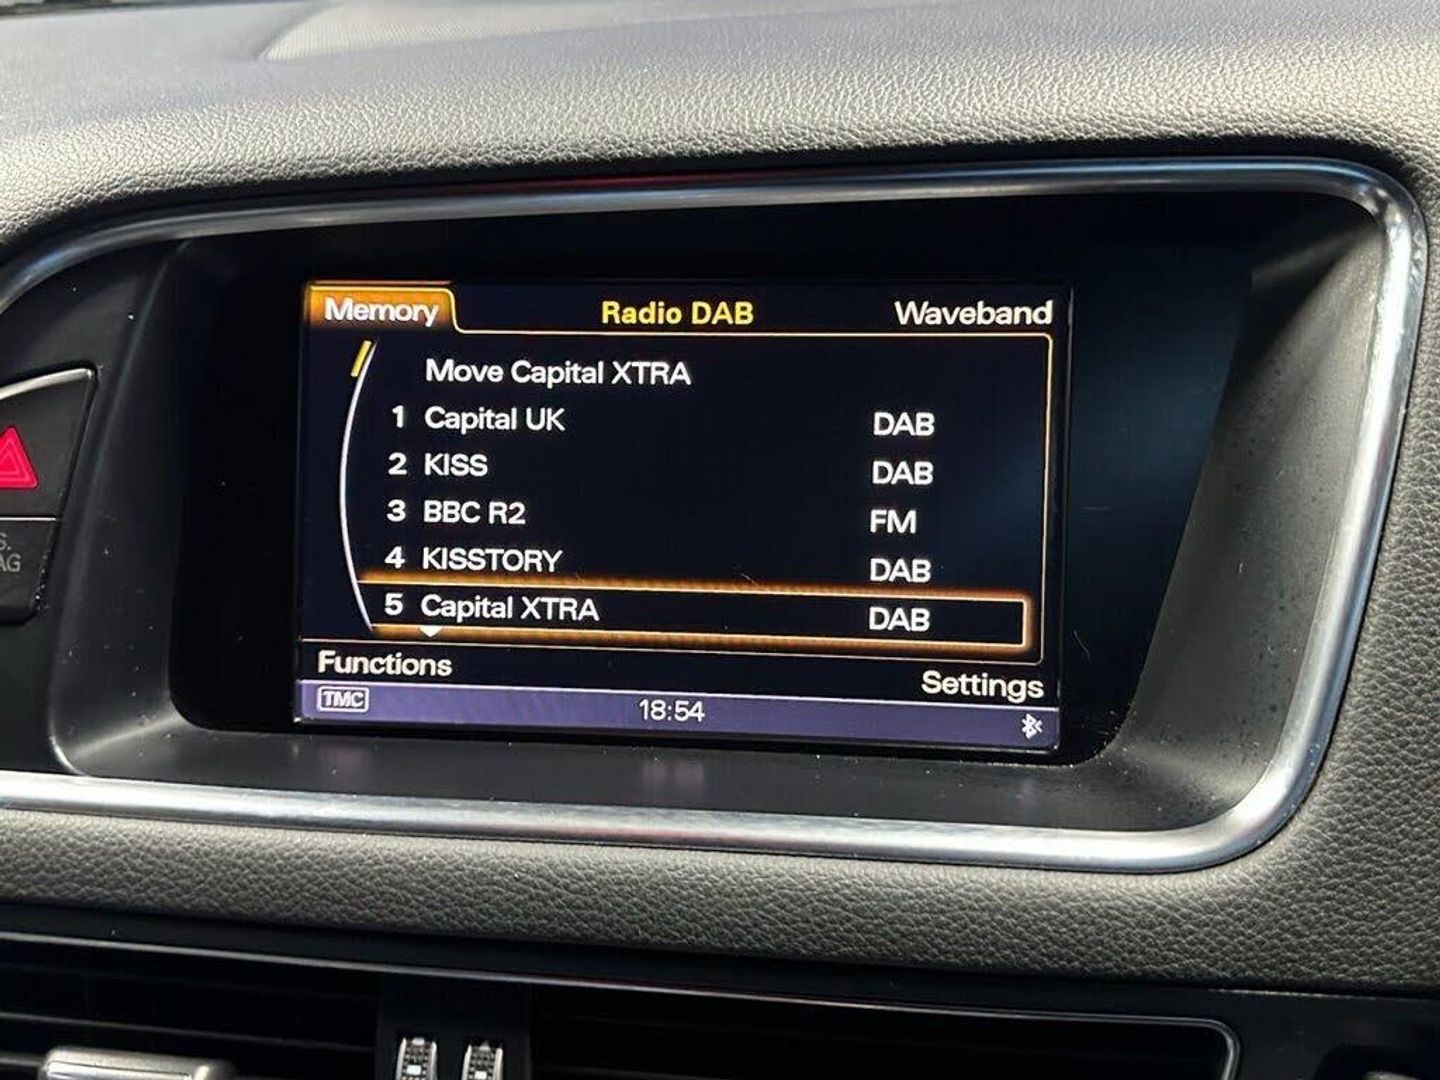 Memory Radio DAB Waveband
Move Capital XTRA
1 Capital UK DAB
2 KISS DAB
3 BBC R2 FM
4 KISSTORY DAB
5 Capital XTRA DAB
Functions Settings
TMC 18:54